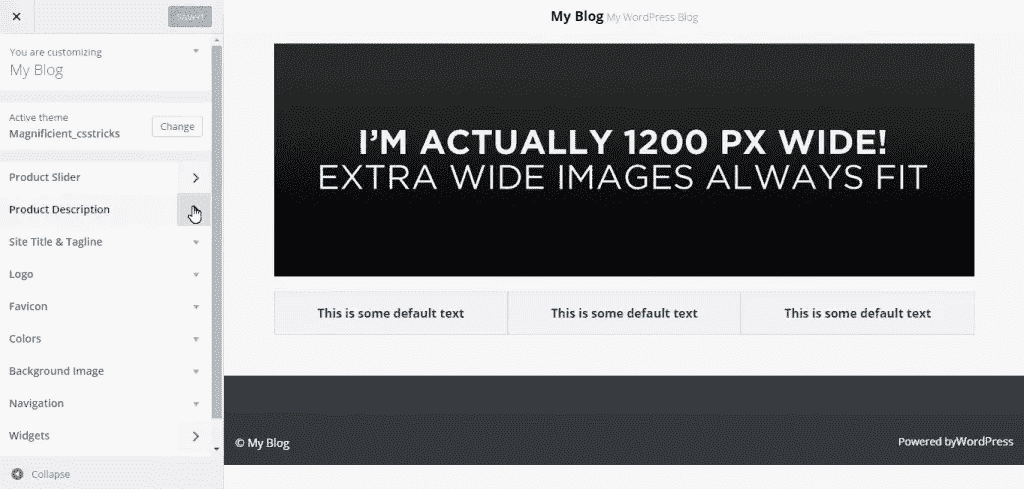 Saved
You are customizing
My Blog
Active theme
Magnificient_csstricks
Change
Product Slider
Product Description
Site Title & Tagline
Logo
Favicon
Colors
Background Image
Navigation
Widgets
Collapse
My Blog My WordPress Blog
I'M ACTUALLY 1200 PX WIDE!
EXTRA WIDE IMAGES ALWAYS FIT
This is some default text
This is some default text
This is some default text
© My Blog
Powered byWordPress